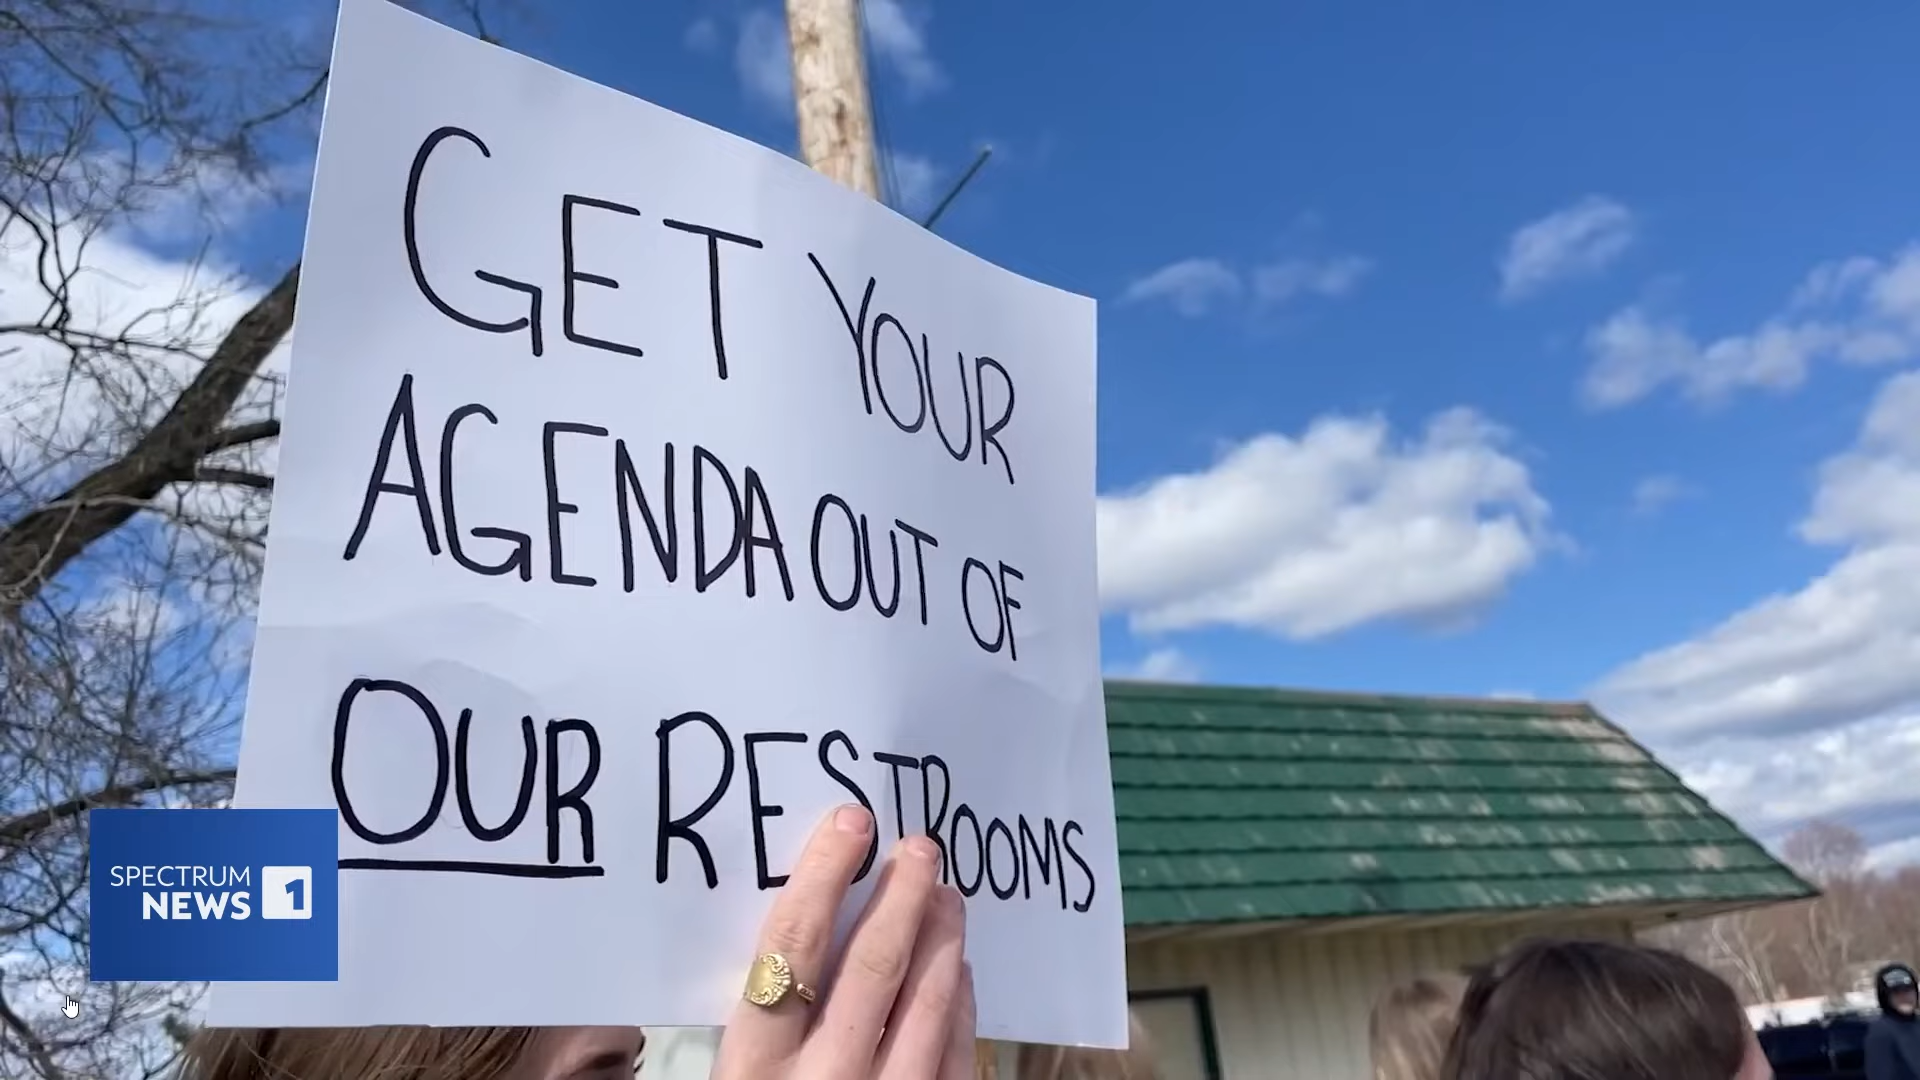 GET YOUR
AGENDA OUT OF
OUR RESTROOMS
SPECTRUM
NEWS 1